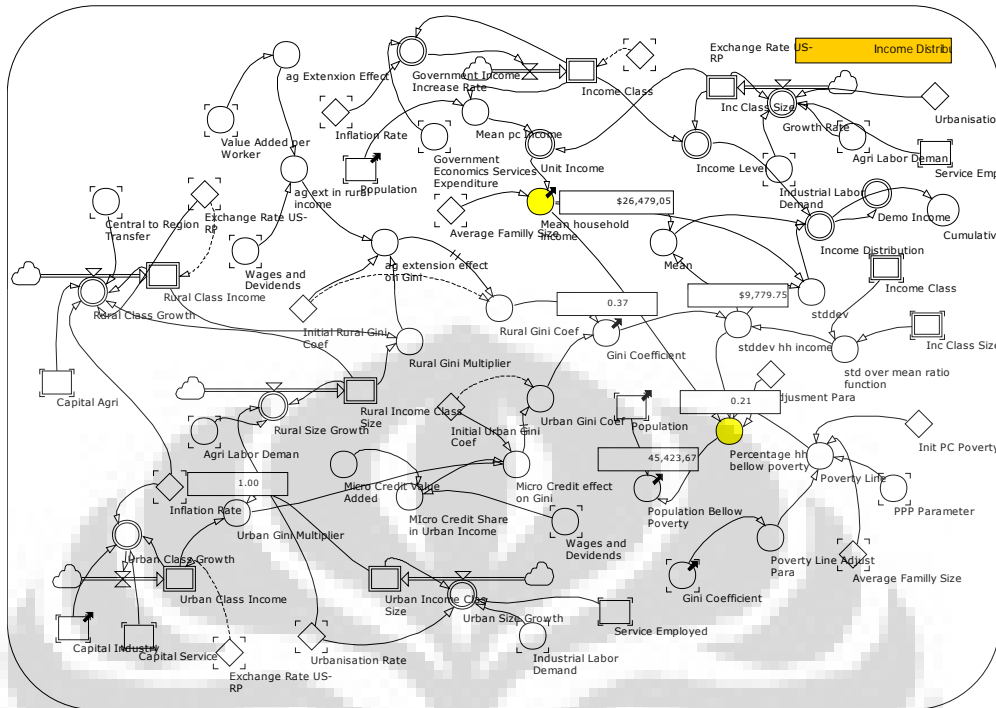 Exchange Rate US-
RP
Income Distribu
ag Extenxion Effect
Government Income
Increase Rate
Income Class
Inc Class Size
Urbanisatio
Inflation Rate
Mean pc Income
Growth Rate
Value Added per
Worker
Unit Income
Agri Labor Deman
Government
Economics Services
Expenditure
Income Level
Service Emp
Population
ag ext in rural
income
Industrial Labor
Demand
$26,479,05
Central to Region
Transfer
Exchange Rate US-
RP
Average Familly Size
Mean household
Income
Demo Income
Cumulativ
Income Distribution
Wages and
Dividends
ag extension effect
on Gini
Mean
Income Class
Rural Class Income
0.37
$9,779.75
Rural Class Growth
Initial Rural Gini
Coef
Rural Gini Coef
stddev
Gini Coefficient
stddev hh income
Inc Class Size
Rural Gini Multiplier
std over mean ratio
function
Capital Agri
0.21
djusment Para
Rural Income Class
Size
Rural Size Growth
Initial Urban Gini
Coef
Urban Gini Coef
Population
Init PC Poverty
Agri Labor Deman
45,423,67
Percentage hh
bellow poverty
1.00
Micro Credit Value
Added
Micro Credit effect
on Gini
Poverty Line
Inflation Rate
MIcro Credit Share
in Urban Income
Population Bellow
Poverty
PPP Parameter
Urban Gini Multiplier
Wages and
Dividends
Urban Class Growth
Poverty Line Adjust
Para
Average Familly Size
Urban Class Income
Urban Income Clas
Size
Gini Coefficient
Urban Size Growth
Service Employed
Capital Industry
Capital Service
Urbanisation Rate
Industrial Labor
Demand
Exchange Rate US-
RP